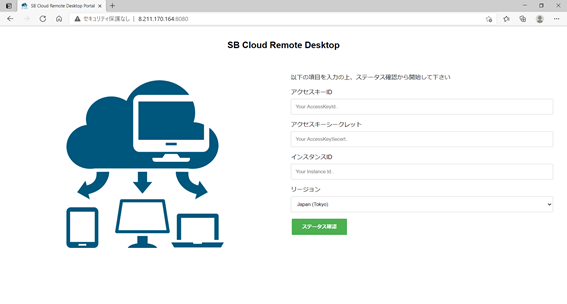 SB Cloud Remote Desktop Portal
セキュリティ保護なし | 8.211.170.164:8080
SB Cloud Remote Desktop
以下の項目を入力の上、ステータス確認から開始して下さい
アクセスキーID
Your AccessKeyId.
アクセスキーシークレット
Your AccessKeySecert.
インスタンスID
Your Instance Id.
リージョン
Japan (Tokyo)
ステータス確認